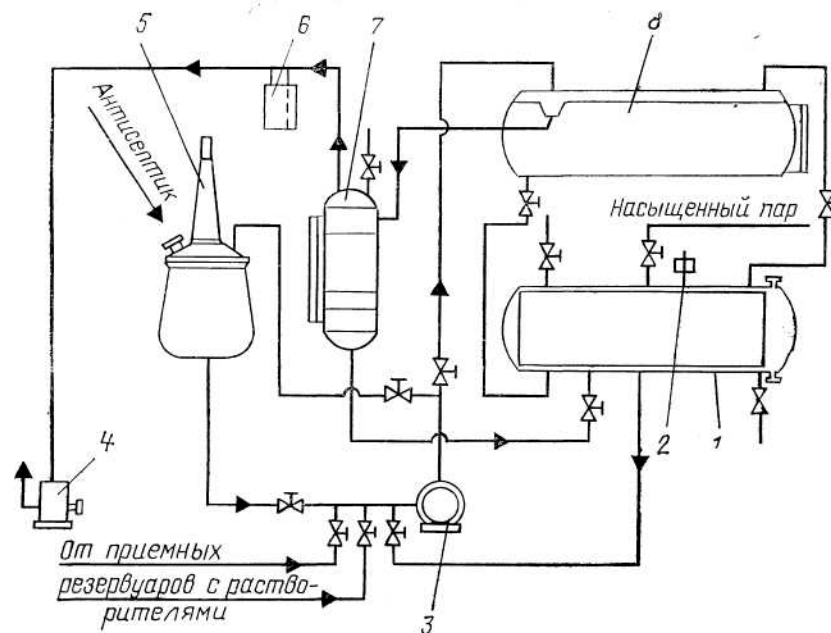 5
6
7
8
Антисептик
Насыщенный пар
4
2
1
От приемных
резервуаров с раство-
рителями
3